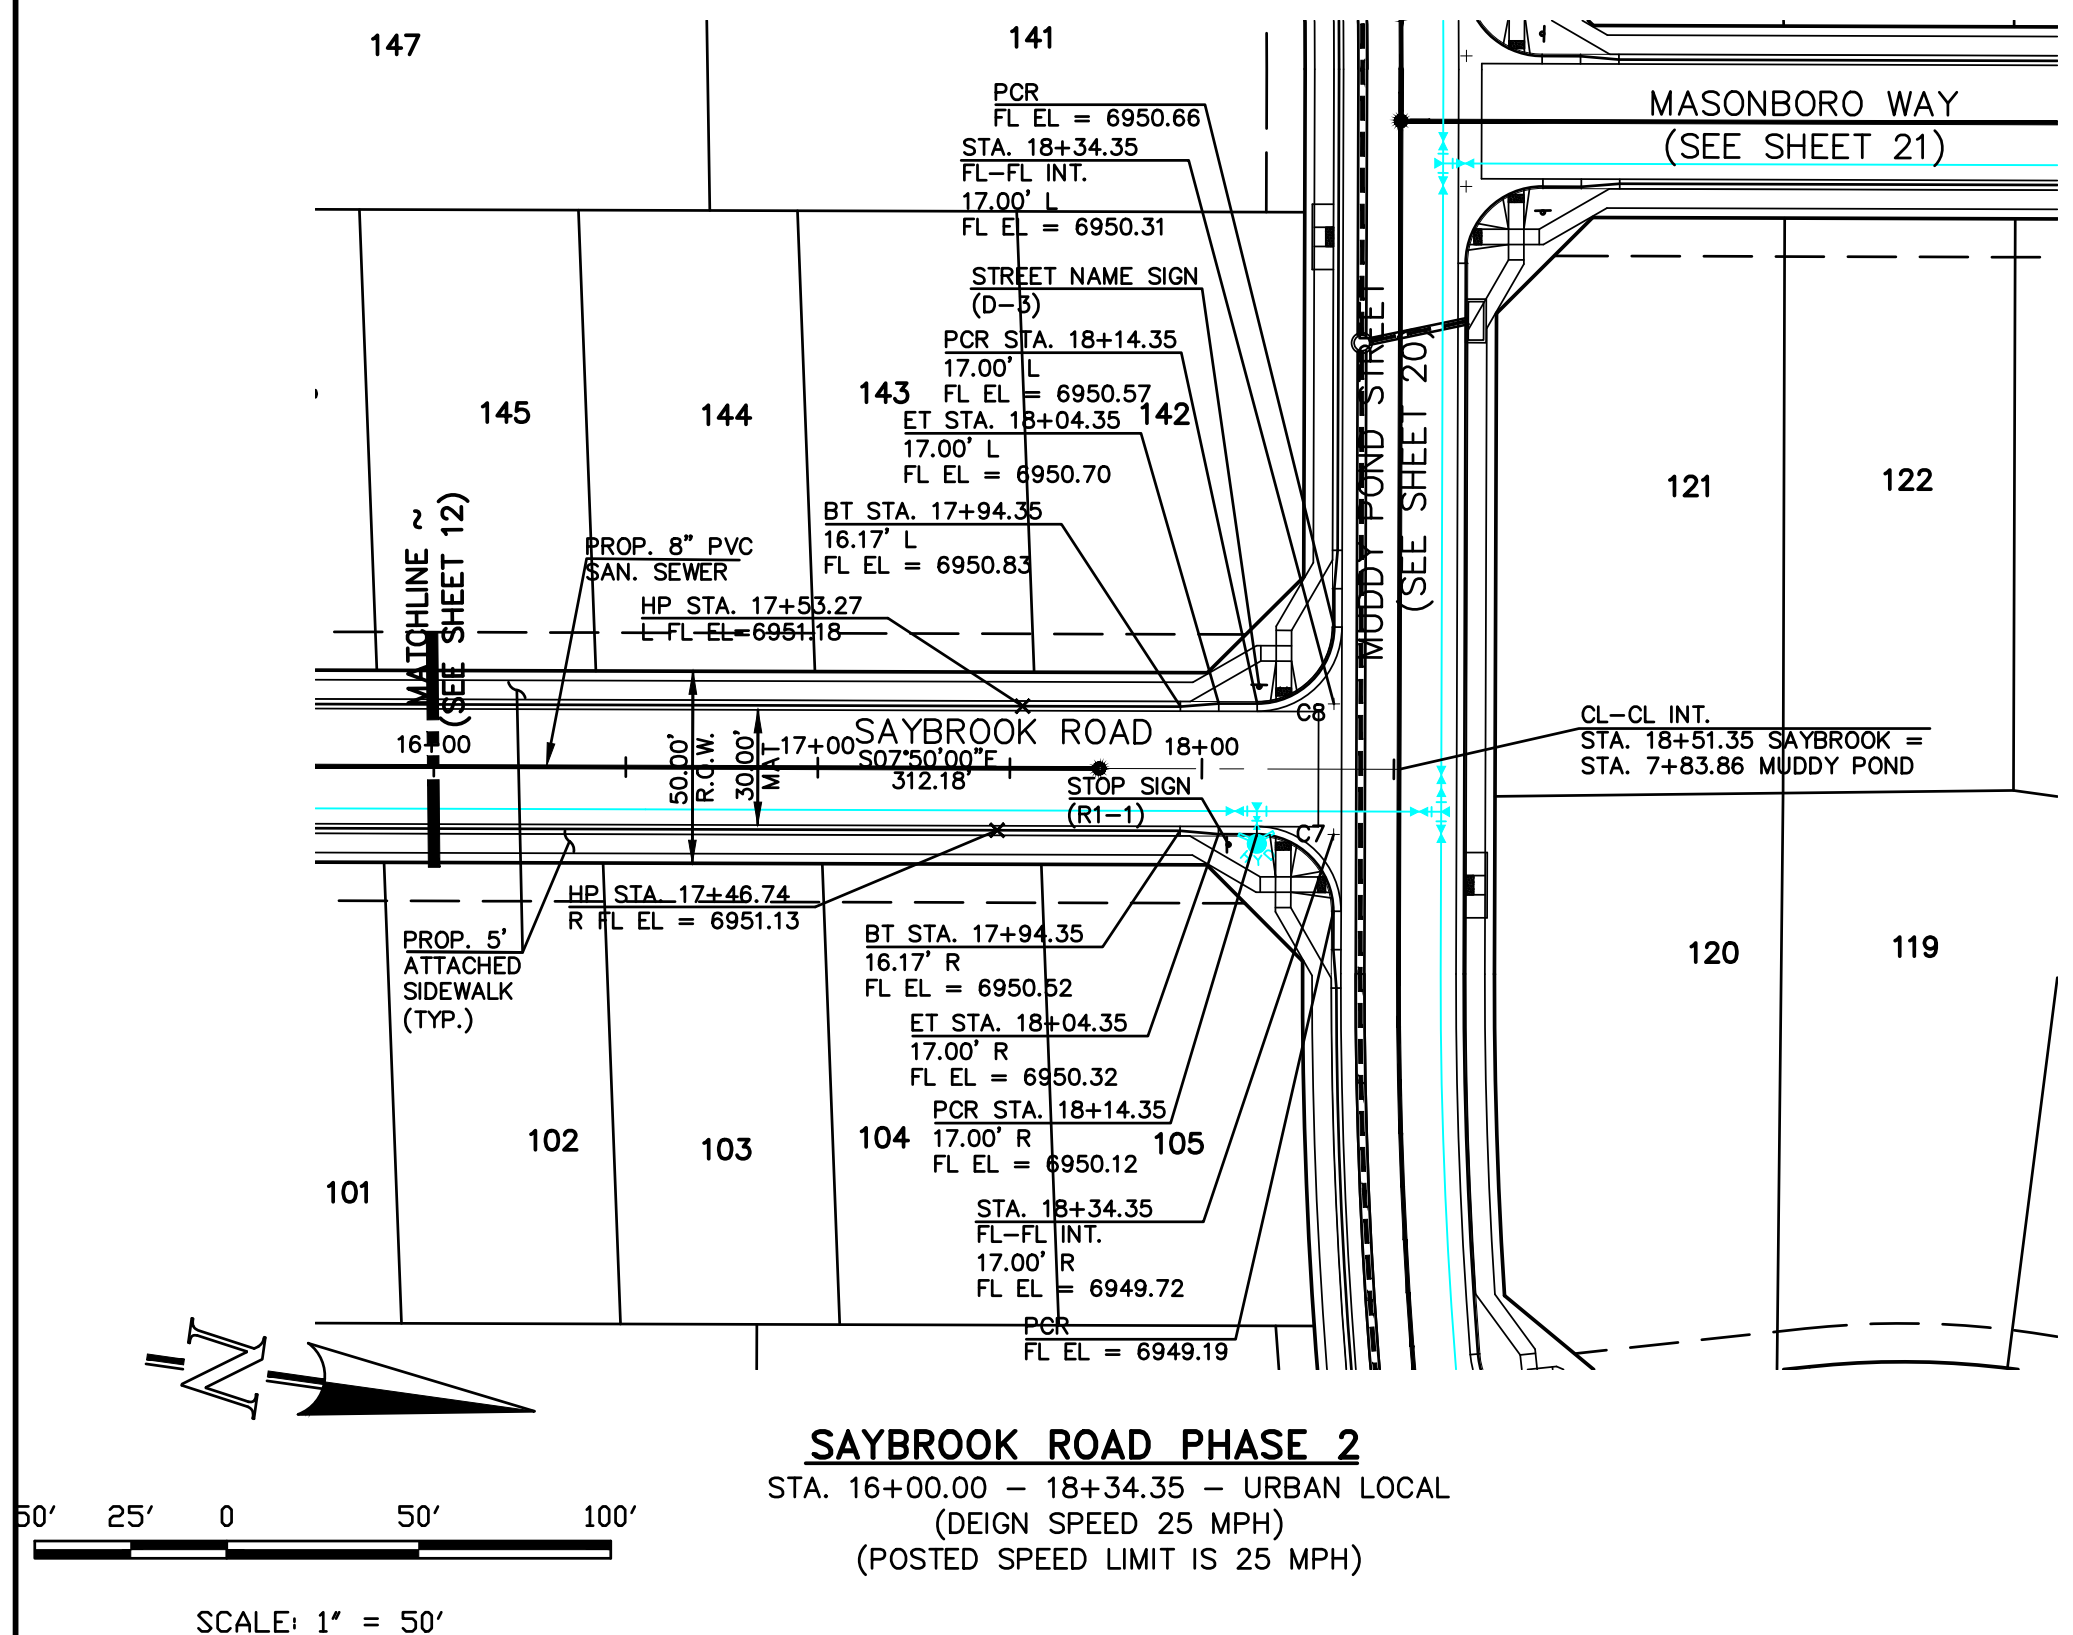 147
141
PCR
FL EL = 6950.66
STA. 18+34.35
FL-FL INT.
17.00' L
FL EL = 6950.31
MASONBORO WAY
(SEE SHEET 21)
STREET NAME SIGN
(D-3)
PCR STA. 18+14.35
17.00' L
FL EL = 6950.57
ET STA. 18+04.35
17.00' L
FL EL = 6950.70
BT STA. 17+94.35
16.17' L
FL EL = 6950.83
145
144
143
142
121
122
MUDDY POND STREET
(SEE SHEET 20)
MATCHLINE ~
(SEE SHEET 12)
PROP. 8" PVC
SAN. SEWER
HP STA. 17+53.27
L FL EL=6951.18
16+00
50.00'
R.O.W.
30.00'
MAT
17+00
SAYBROOK ROAD
S07°50'00"E
312.18'
18+00
C8
STOP SIGN
(R1-1)
C7
CL-CL INT.
STA. 18+51.35 SAYBROOK =
STA. 7+83.86 MUDDY POND
HP STA. 17+46.74
R FL EL = 6951.13
PROP. 5'
ATTACHED
SIDEWALK
(TYP.)
BT STA. 17+94.35
16.17' R
FL EL = 6950.52
ET STA. 18+04.35
17.00' R
FL EL = 6950.32
PCR STA. 18+14.35
17.00' R
FL EL = 6950.12
STA. 18+34.35
FL-FL INT.
17.00' R
FL EL = 6949.72
PCR
FL EL = 6949.19
101
102
103
104
105
120
119
N
SAYBROOK ROAD PHASE 2
STA. 16+00.00 - 18+34.35 - URBAN LOCAL
(DEIGN SPEED 25 MPH)
(POSTED SPEED LIMIT IS 25 MPH)
50' 25' 0 50' 100'
SCALE: 1" = 50'